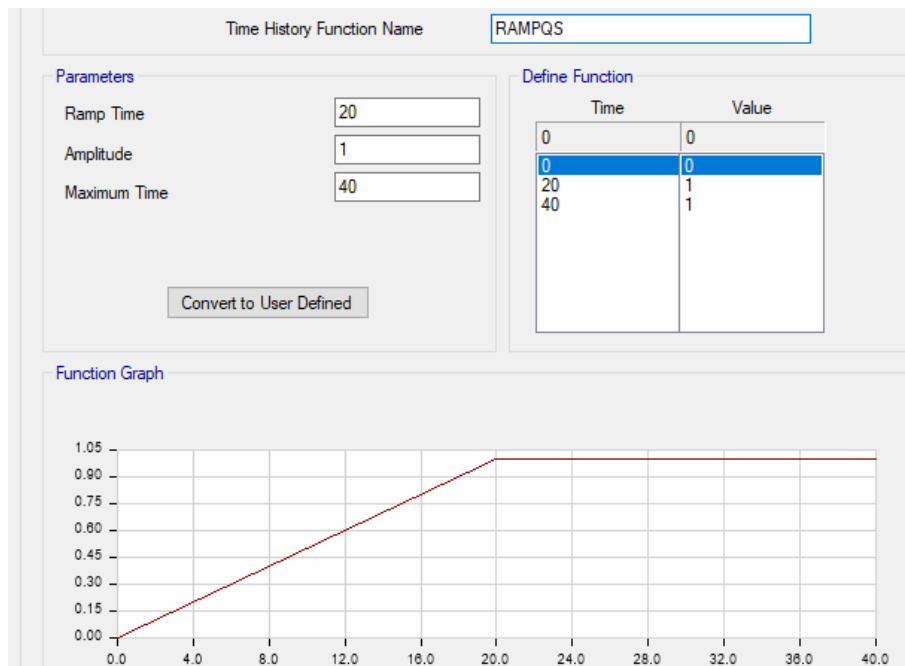 Time History Function Name RAMPQS
Parameters
Ramp Time 20
Amplitude 1
Maximum Time 40
Convert to User Defined
Define Function
Time Value
0 0
0 0
20 1
40 1
Function Graph
1.05
0.90
0.75
0.60
0.45
0.30
0.15
0.00
0.0 4.0 8.0 12.0 16.0 20.0 24.0 28.0 32.0 36.0 40.0